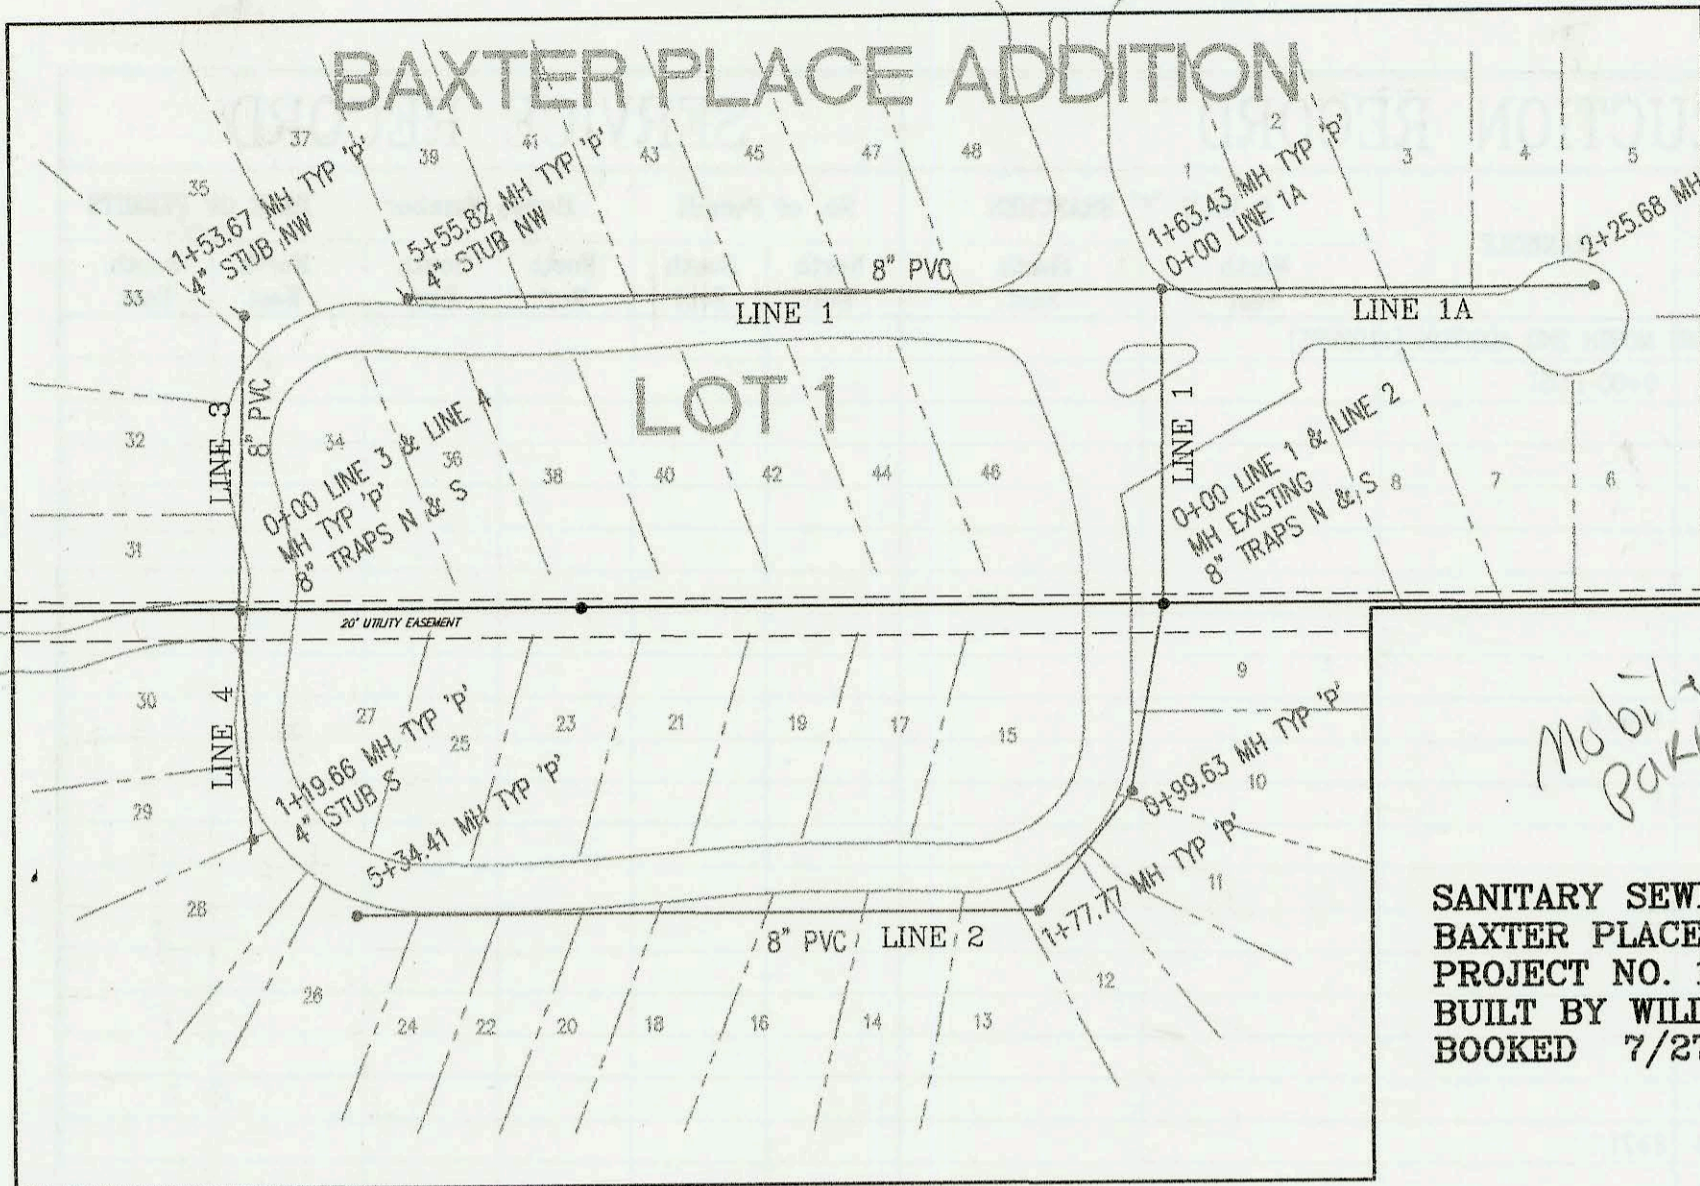 BAXTER PLACE ADDITION
35
37
39
41
43
45
47
48
1
2
3
4
5
1+53.67 MH TYP 'P'
4" STUB NW
5+55.82 MH TYP 'P'
4" STUB NW
1+63.43 MH TYP 'P'
0+00 LINE 1A
2+25.68 MH
33
8" PVC
LINE 1
LINE 1A
LINE 3
8" PVC
LOT 1
LINE 1
32
34
36
38
40
42
44
46
8
7
6
0+00 LINE 3 & LINE 4
MH TYP 'P'
8" TRAPS N & S
0+00 LINE 1 & LINE 2
MH EXISTING
8" TRAPS N & S
31
20' UTILITY EASEMENT
30
LINE 4
27
25
23
21
19
17
15
9
10
1+19.66 MH TYP 'P'
4" STUB S
5+34.41 MH TYP 'P'
0+99.63 MH TYP 'P'
1+77.77 MH TYP 'P'
29
28
11
8" PVC
LINE 2
26
24
22
20
18
16
14
13
12
SANITARY
BAXTER PLACE
PROJECT NO.
BUILT BY
BOOKED 7/27